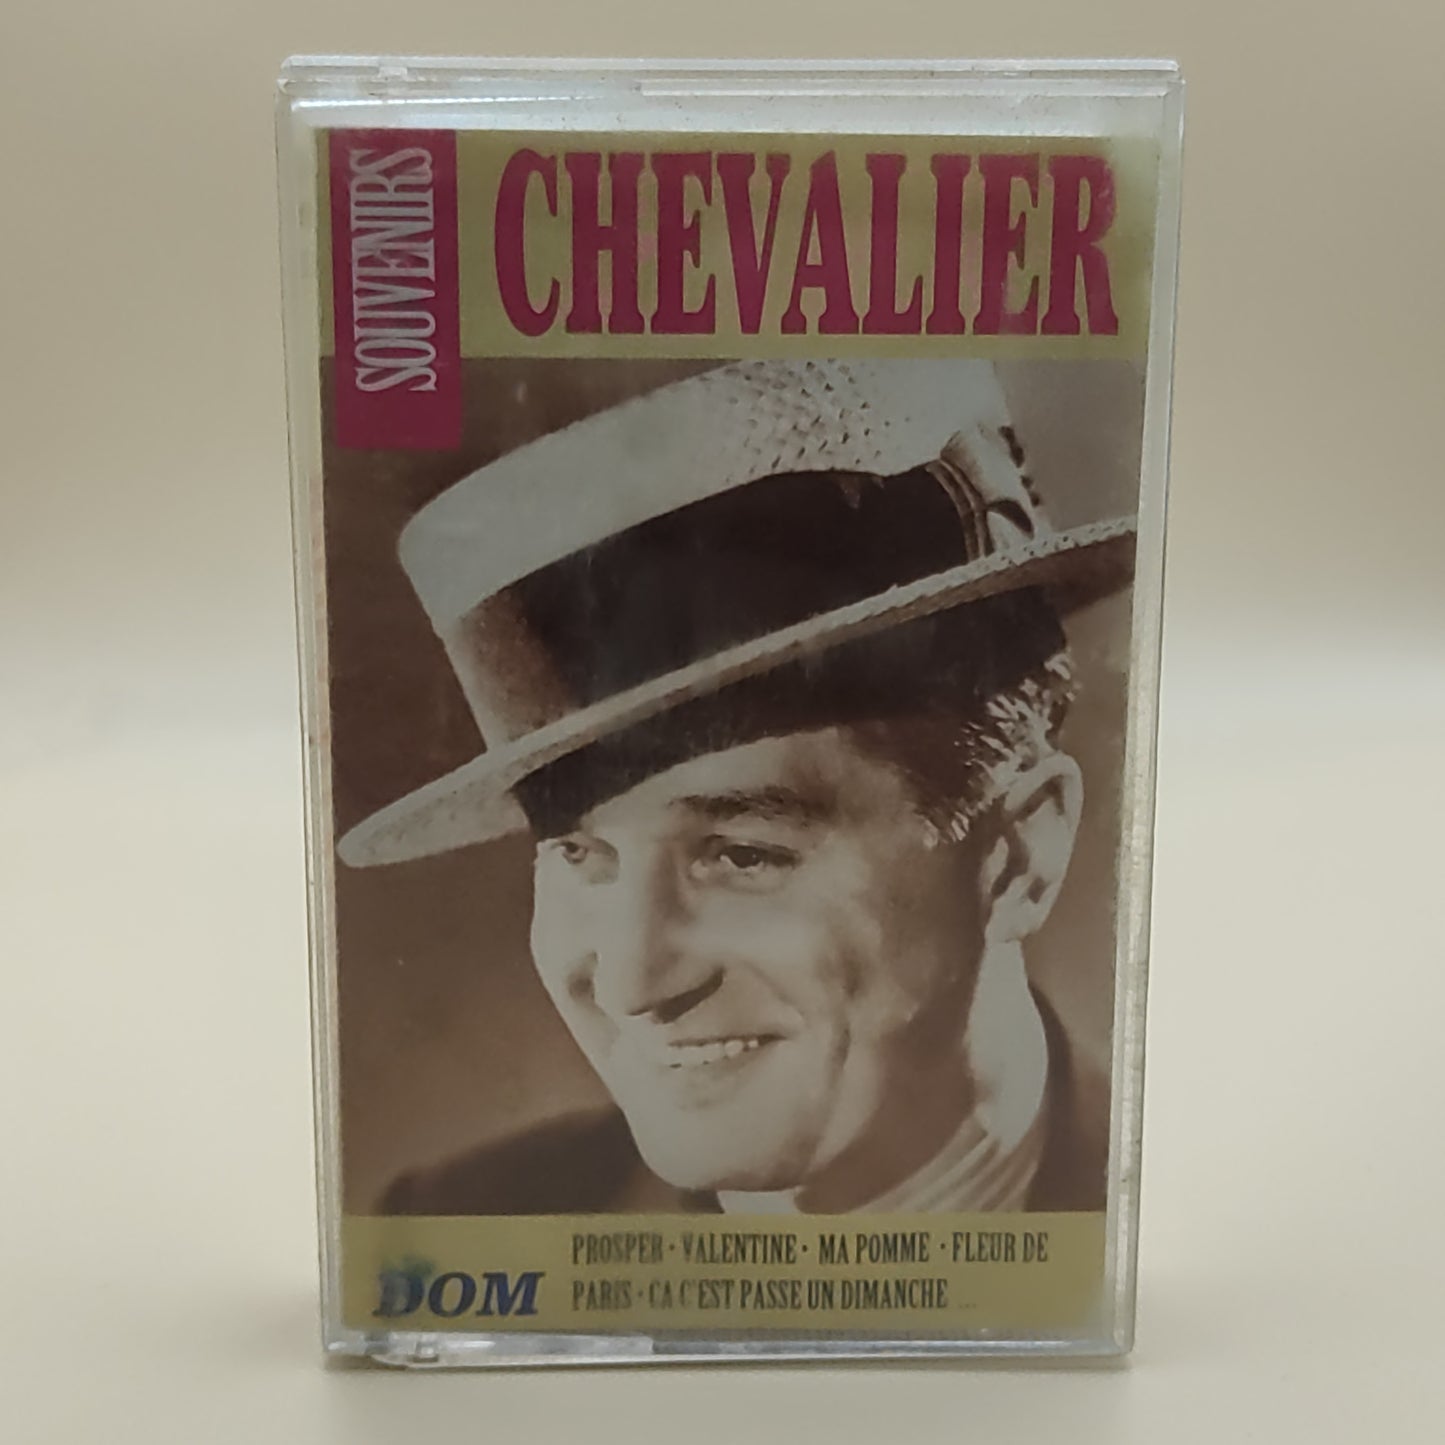 SOUVENIRS
CHEVALIER
DOM
PROSPER · VALENTINE · MA POMME · FLEUR DE
PARIS · CA C'EST PASSE UN DIMANCHE ...